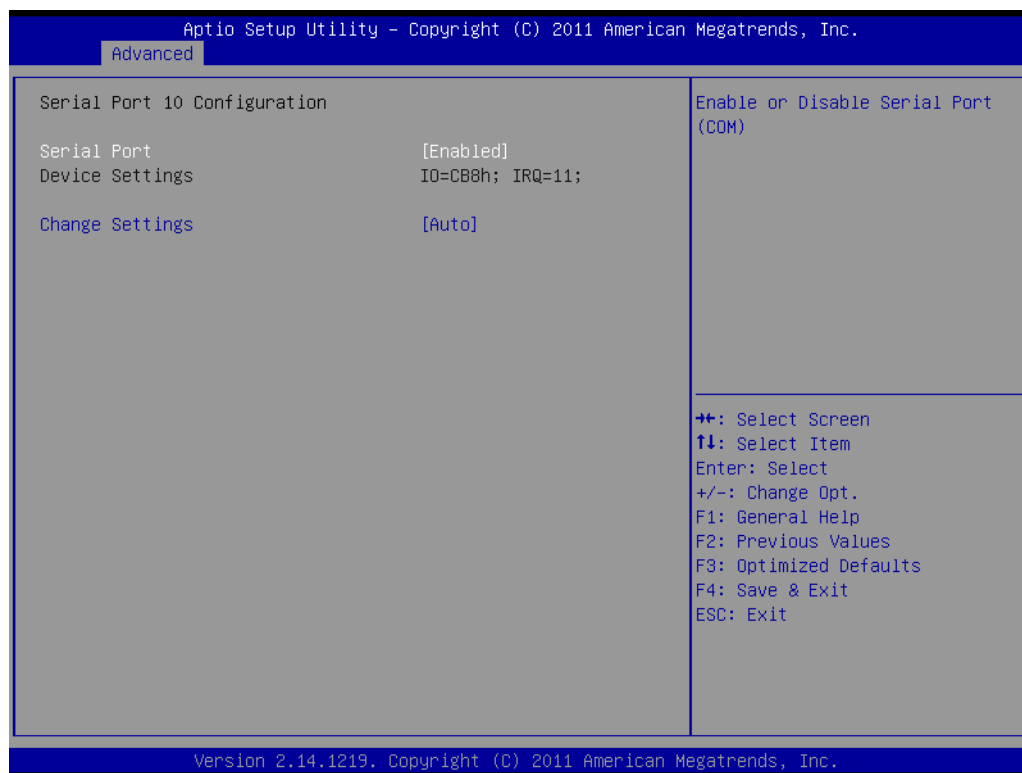 Aptio Setup Utility – Copyright (C) 2011 American Megatrends, Inc.
Advanced
Serial Port 10 Configuration
Serial Port [Enabled]
Device Settings IO=CB8h; IRQ=11;
Change Settings [Auto]
Enable or Disable Serial Port
(COM)
→←: Select Screen
↑↓: Select Item
Enter: Select
+/-: Change Opt.
F1: General Help
F2: Previous Values
F3: Optimized Defaults
F4: Save & Exit
ESC: Exit
Version 2.14.1219. Copyright (C) 2011 American Megatrends, Inc.